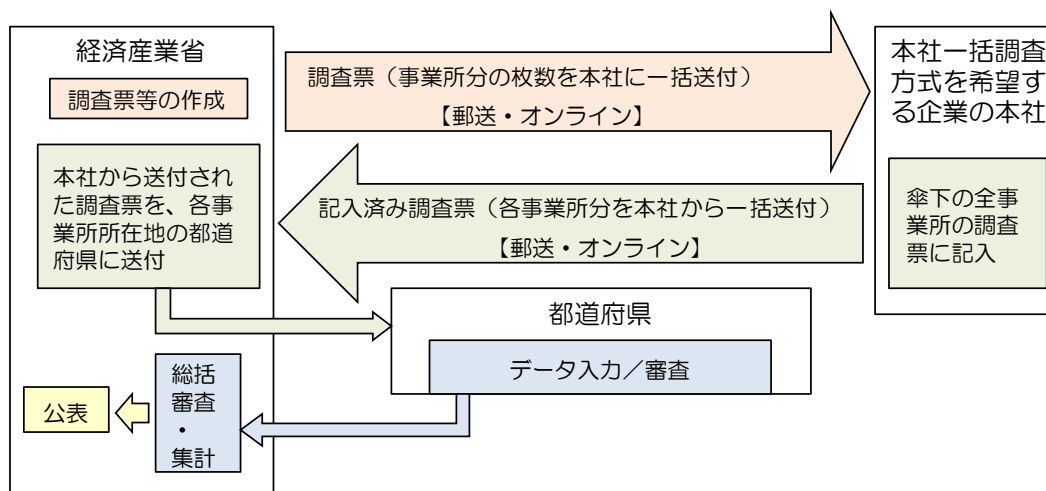 経済産業省
調査票等の作成
調査票（事業所分の枚数を本社に一括送付）
【郵送・オンライン】
本社一括調査
方式を希望す
る企業の本社
本社から送付され
た調査票を、各事
業所所在地の都道
府県に送付
記入済み調査票（各事業所分を本社から一括送付）
【郵送・オンライン】
傘下の全事
業所の調査
票に記入
都道府県
データ入力／審査
総括
審査
・
集計
公表